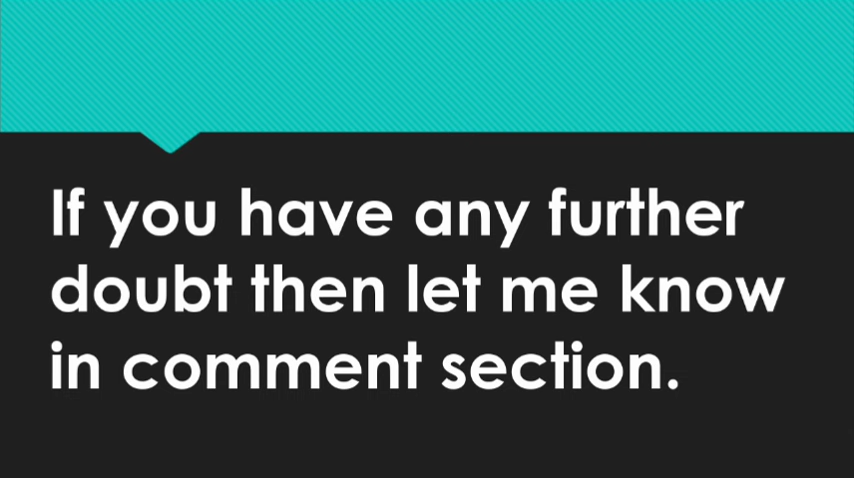 If you have any further
doubt then let me know
in comment section.